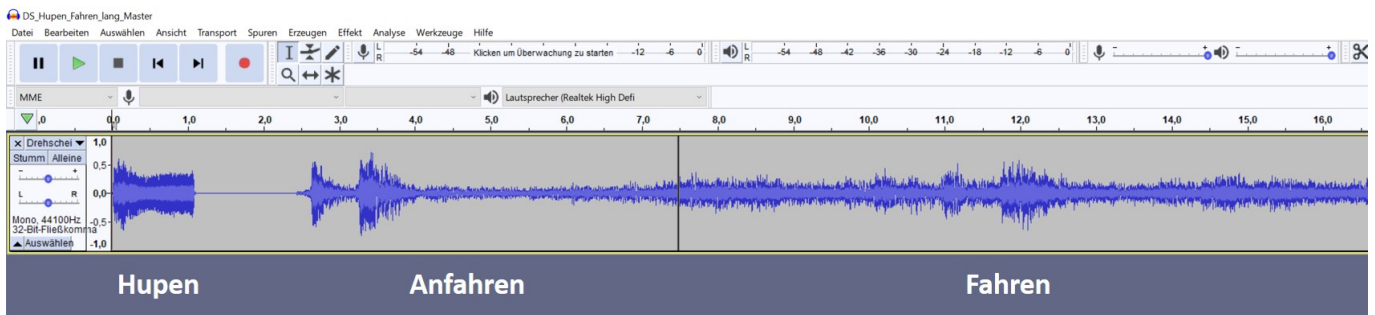 DS_Hupen_Fahren_lang_Master
Datei Bearbeiten Auswählen Ansicht Transport Spuren Erzeugen Effekt Analyse Werkzeuge Hilfe
L R -54 -48 Klicken um Überwachung zu starten -12 -6 0 L R -54 -48 -42 -36 -30 -24 -18 -12 -6 0
MME Lautsprecher (Realtek High Defi
,0 0,0 1,0 2,0 3,0 4,0 5,0 6,0 7,0 8,0 9,0 10,0 11,0 12,0 13,0 14,0 15,0 16,0
x Drehschei 1,0
Stumm Alleine 0,5
- +
L R 0,0
Mono, 44100Hz -0,5
32-Bit-Fließkomma
Auswählen -1,0
Hupen Anfahren Fahren